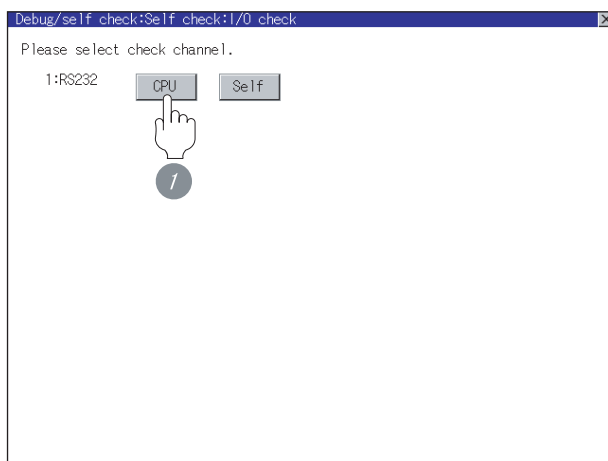 Debug/self check:Self check:I/O check
Please select check channel.
1:RS232 CPU Self
1